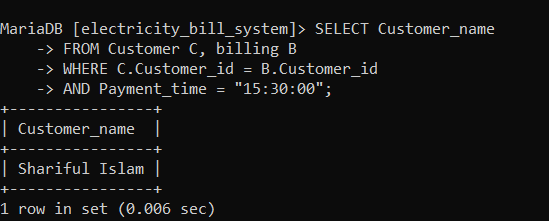 MariaDB [electricity_bill_system]> SELECT Customer_name
    -> FROM Customer C, billing B
    -> WHERE C.Customer_id = B.Customer_id
    -> AND Payment_time = "15:30:00";
+----------------+
| Customer_name  |
+----------------+
| Shariful Islam |
+----------------+
1 row in set (0.006 sec)